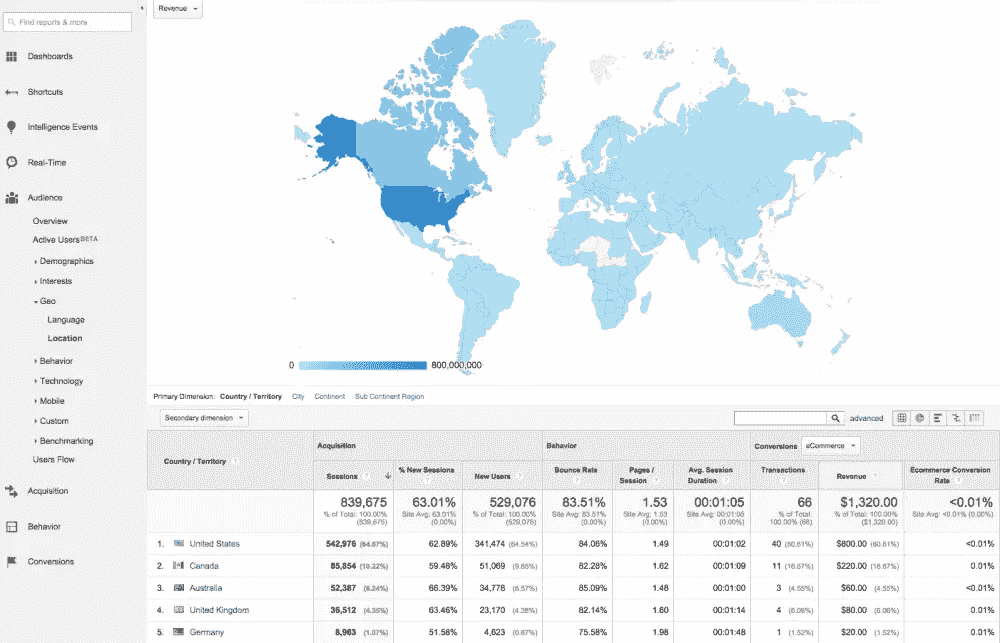 Revenue
Find reports & more
Dashboards
Shortcuts
Intelligence Events
Real-Time
Audience
Overview
Active Users BETA
Demographics
Interests
Geo
Language
Location
Behavior
Technology
Mobile
Custom
Benchmarking
Users Flow
Acquisition
Behavior
Conversions
0 800,000,000
Primary Dimension: Country / Territory City Continent Sub Continent Region
Secondary dimension advanced
Country / Territory Acquisition Behavior Conversions eCommerce
Sessions % New Sessions New Users Bounce Rate Pages / Session Avg. Session Duration Transactions Revenue Ecommerce Conversion Rate
839,675 63.01% 529,076 83.51% 1.53 00:01:05 66 $1,320.00 <0.01%
% of Total: 100.00% (839,675) Site Avg: 63.01% (0.00%) % of Total: 100.00% (529,076) Site Avg: 83.51% (0.00%) Site Avg: 1.53 (0.00%) Site Avg: 00:01:05 (0.00%) % of Total: 100.00% (66) % of Total: 100.00% ($1,320.00) Site Avg: <0.01% (0.00%)
1. United States 542,976 (64.67%) 62.89% 341,474 (64.54%) 84.06% 1.49 00:01:02 40 (60.61%) $800.00 (60.61%) <0.01%
2. Canada 85,854 (10.22%) 59.48% 51,069 (9.65%) 82.28% 1.62 00:01:09 11 (16.67%) $220.00 (16.67%) 0.01%
3. Australia 52,387 (6.24%) 66.39% 34,778 (6.57%) 85.09% 1.48 00:01:00 3 (4.55%) $60.00 (4.55%) 0.01%
4. United Kingdom 36,512 (4.35%) 63.46% 23,170 (4.38%) 82.14% 1.60 00:01:14 4 (6.06%) $80.00 (6.06%) 0.01%
5. Germany 8,963 (1.07%) 51.58% 4,623 (0.87%) 75.58% 1.98 00:01:48 1 (1.52%) $20.00 (1.52%) 0.01%